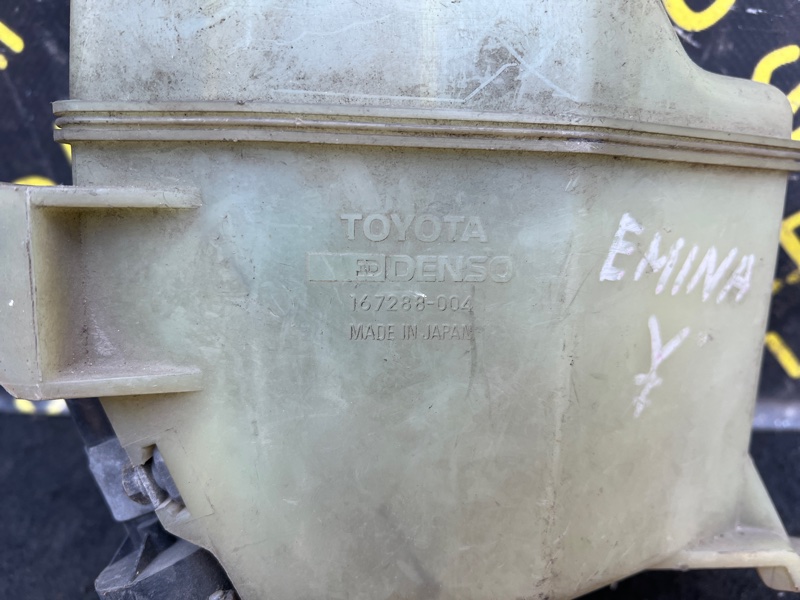 TOYOTA
DENSO
167288-004
MADE IN JAPAN
EMINA